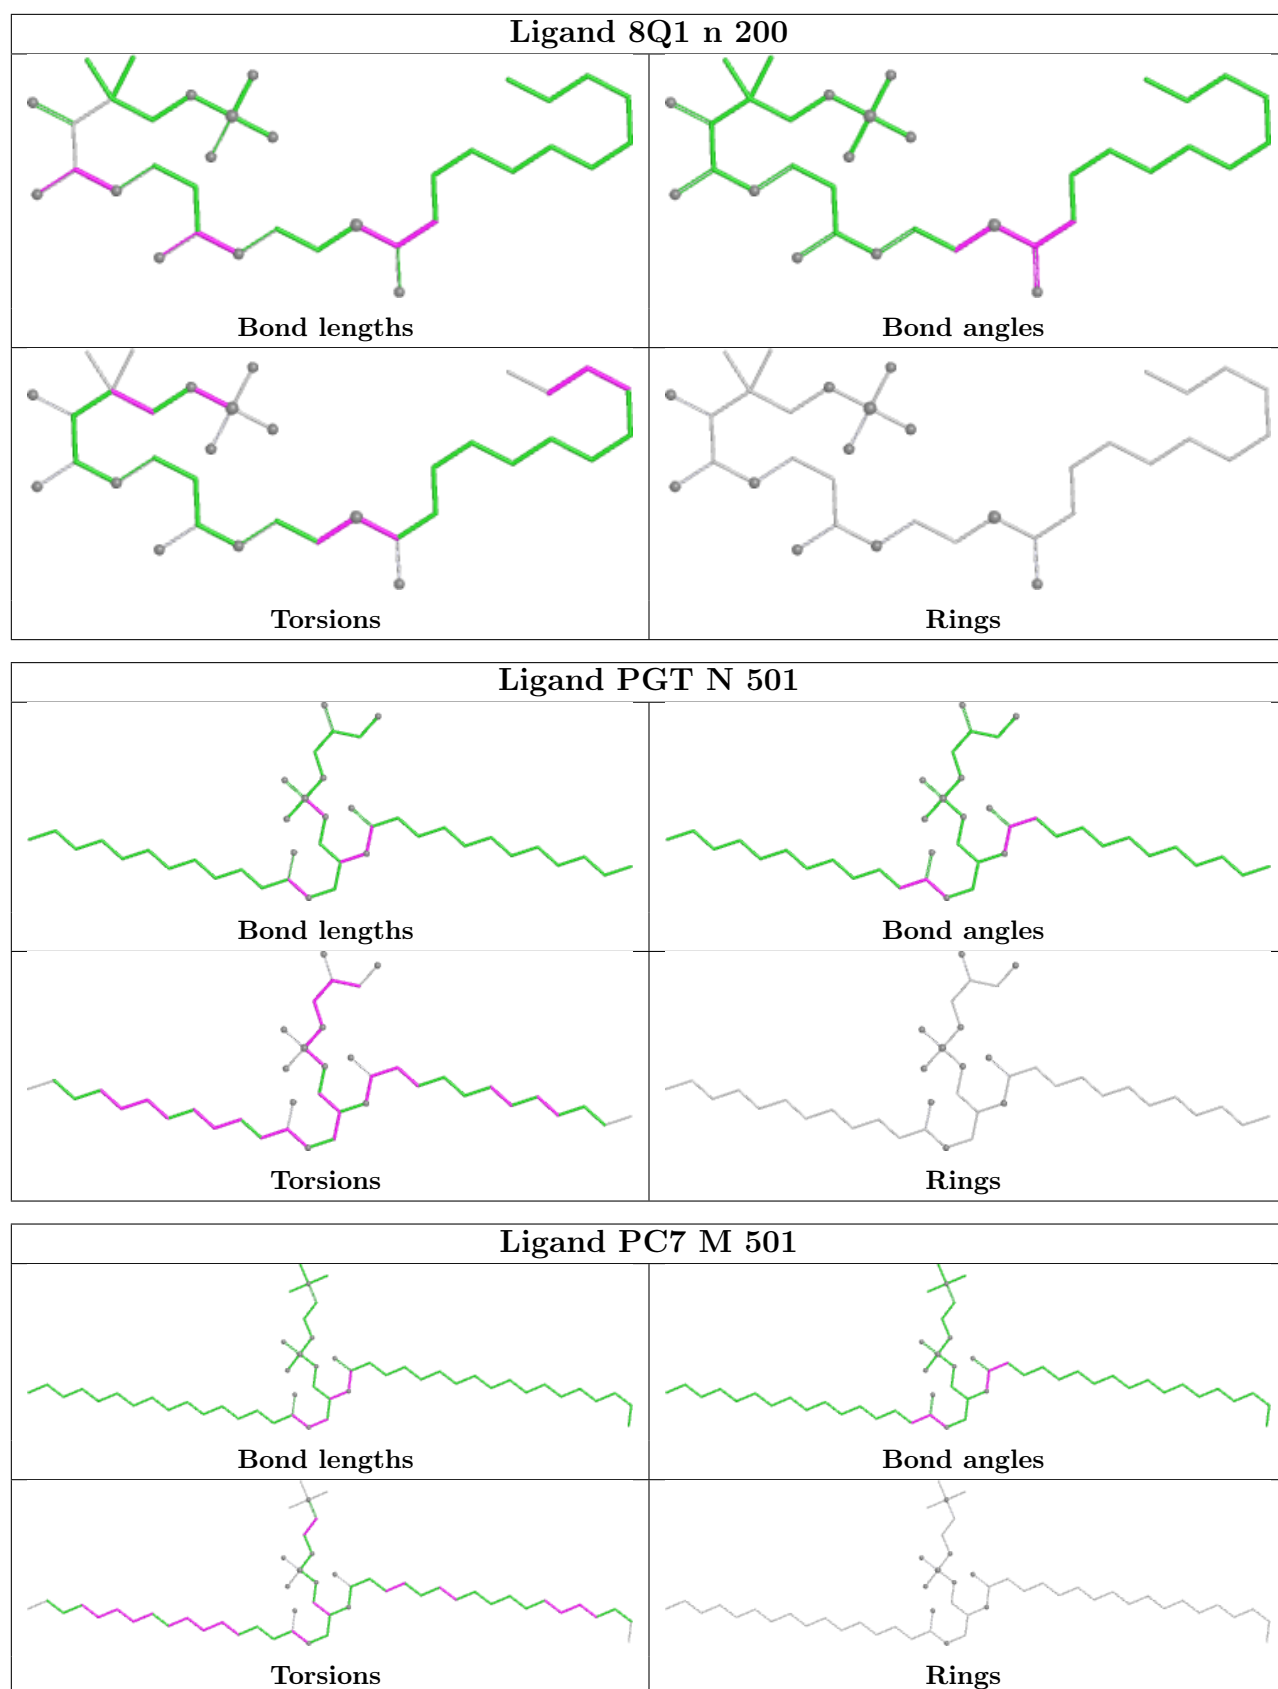 Ligand 8Q1 n 200
Bond lengths
Bond angles
Torsions
Rings
Ligand PGT N 501
Bond lengths
Bond angles
Torsions
Rings
Ligand PC7 M 501
Bond lengths
Bond angles
Torsions
Rings